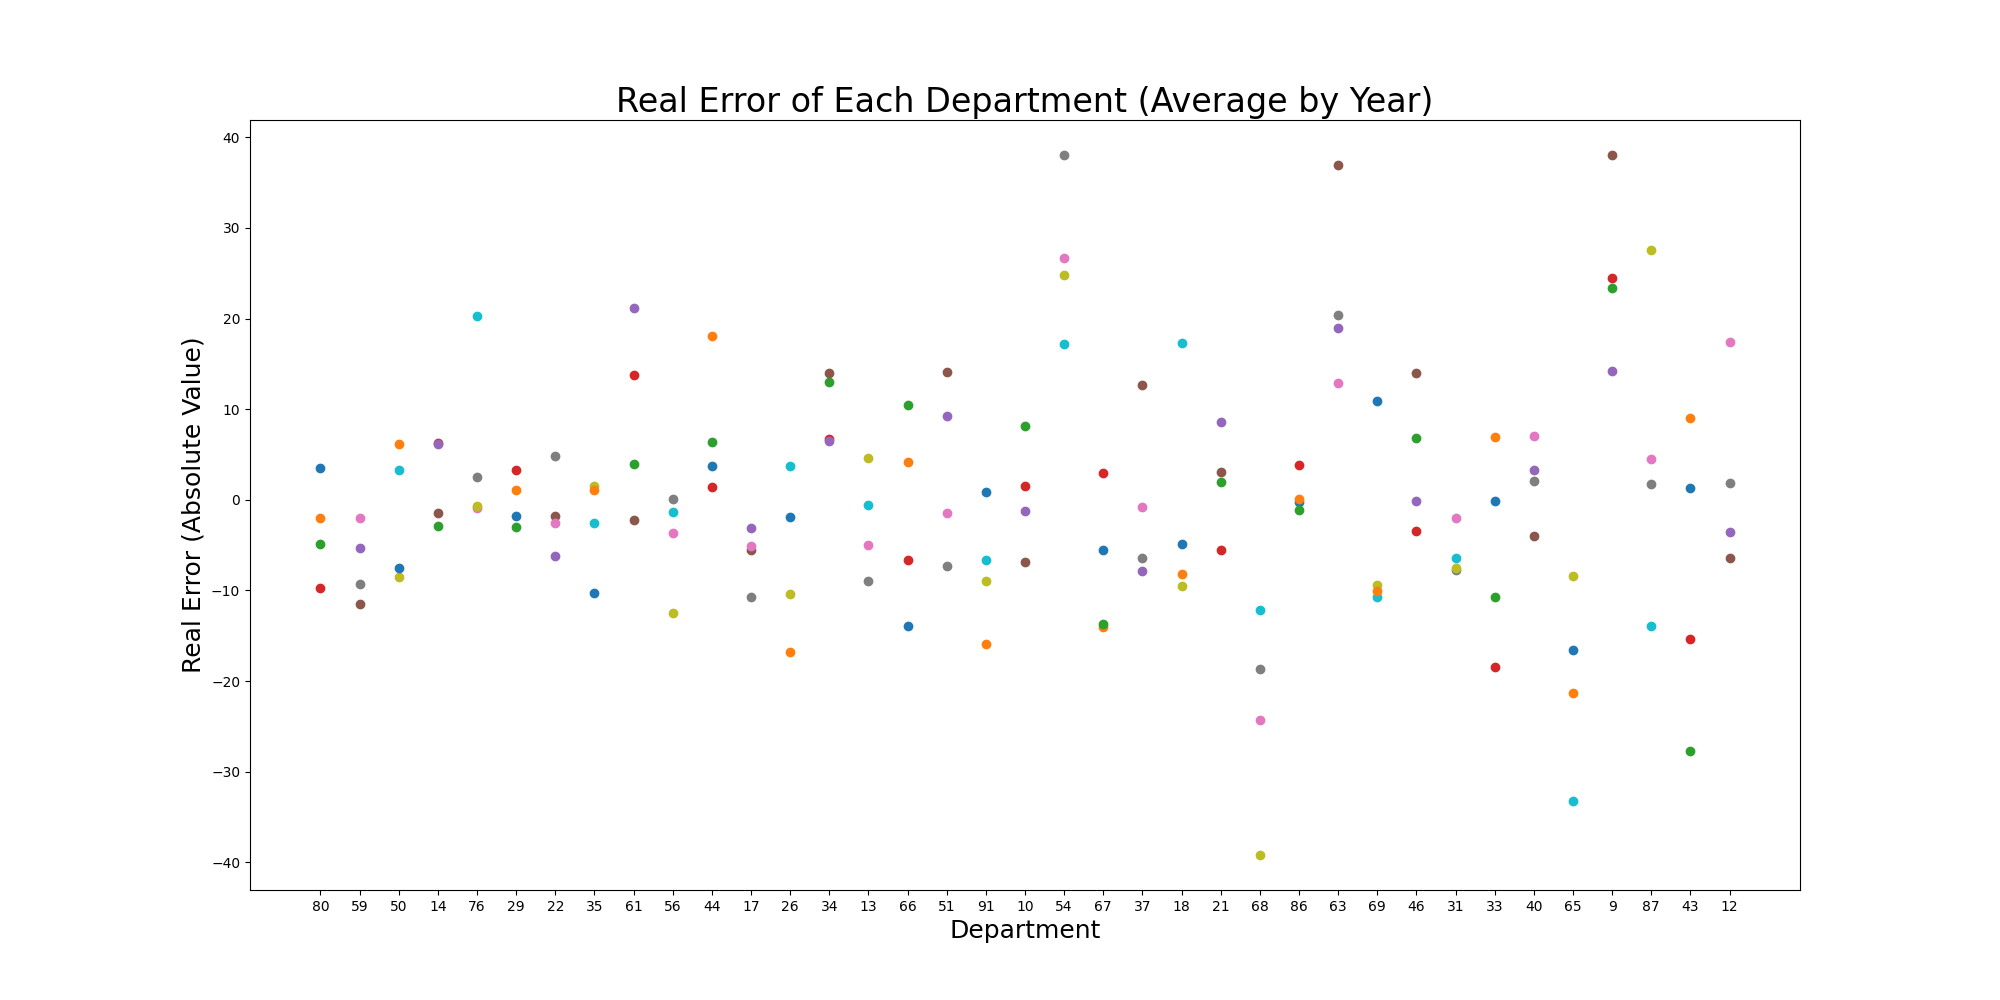 Real Error of Each Department (Average by Year)
Real Error (Absolute Value)
40
30
20
10
0
−10
−20
−30
−40
80 59 50 14 76 29 22 35 61 56 44 17 26 34 13 66 51 91 10 54 67 37 18 21 68 86 63 69 46 31 33 40 65 9 87 43 12
Department